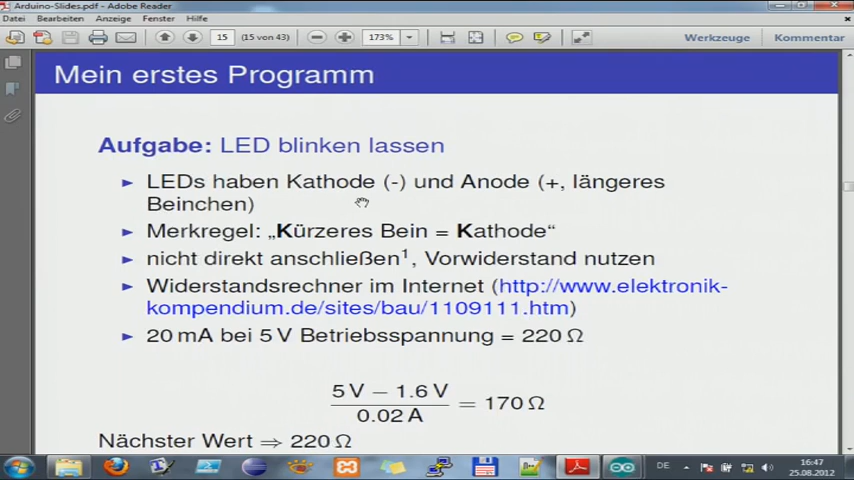 Arduino-Slides.pdf - Adobe Reader
Datei Bearbeiten Anzeige Fenster Hilfe
15 (15 von 43) 173% Werkzeuge Kommentar
Mein erstes Programm
Aufgabe: LED blinken lassen
► LEDs haben Kathode (-) und Anode (+, längeres
Beinchen)
► Merkregel: „Kürzeres Bein = Kathode“
► nicht direkt anschließen¹, Vorwiderstand nutzen
► Widerstandsrechner im Internet (http://www.elektronik-
kompendium.de/sites/bau/1109111.htm)
► 20 mA bei 5 V Betriebsspannung = 220 Ω
5 V − 1.6 V
0.02 A
= 170 Ω
Nächster Wert ⇒ 220 Ω
DE 16:47
25.08.2012